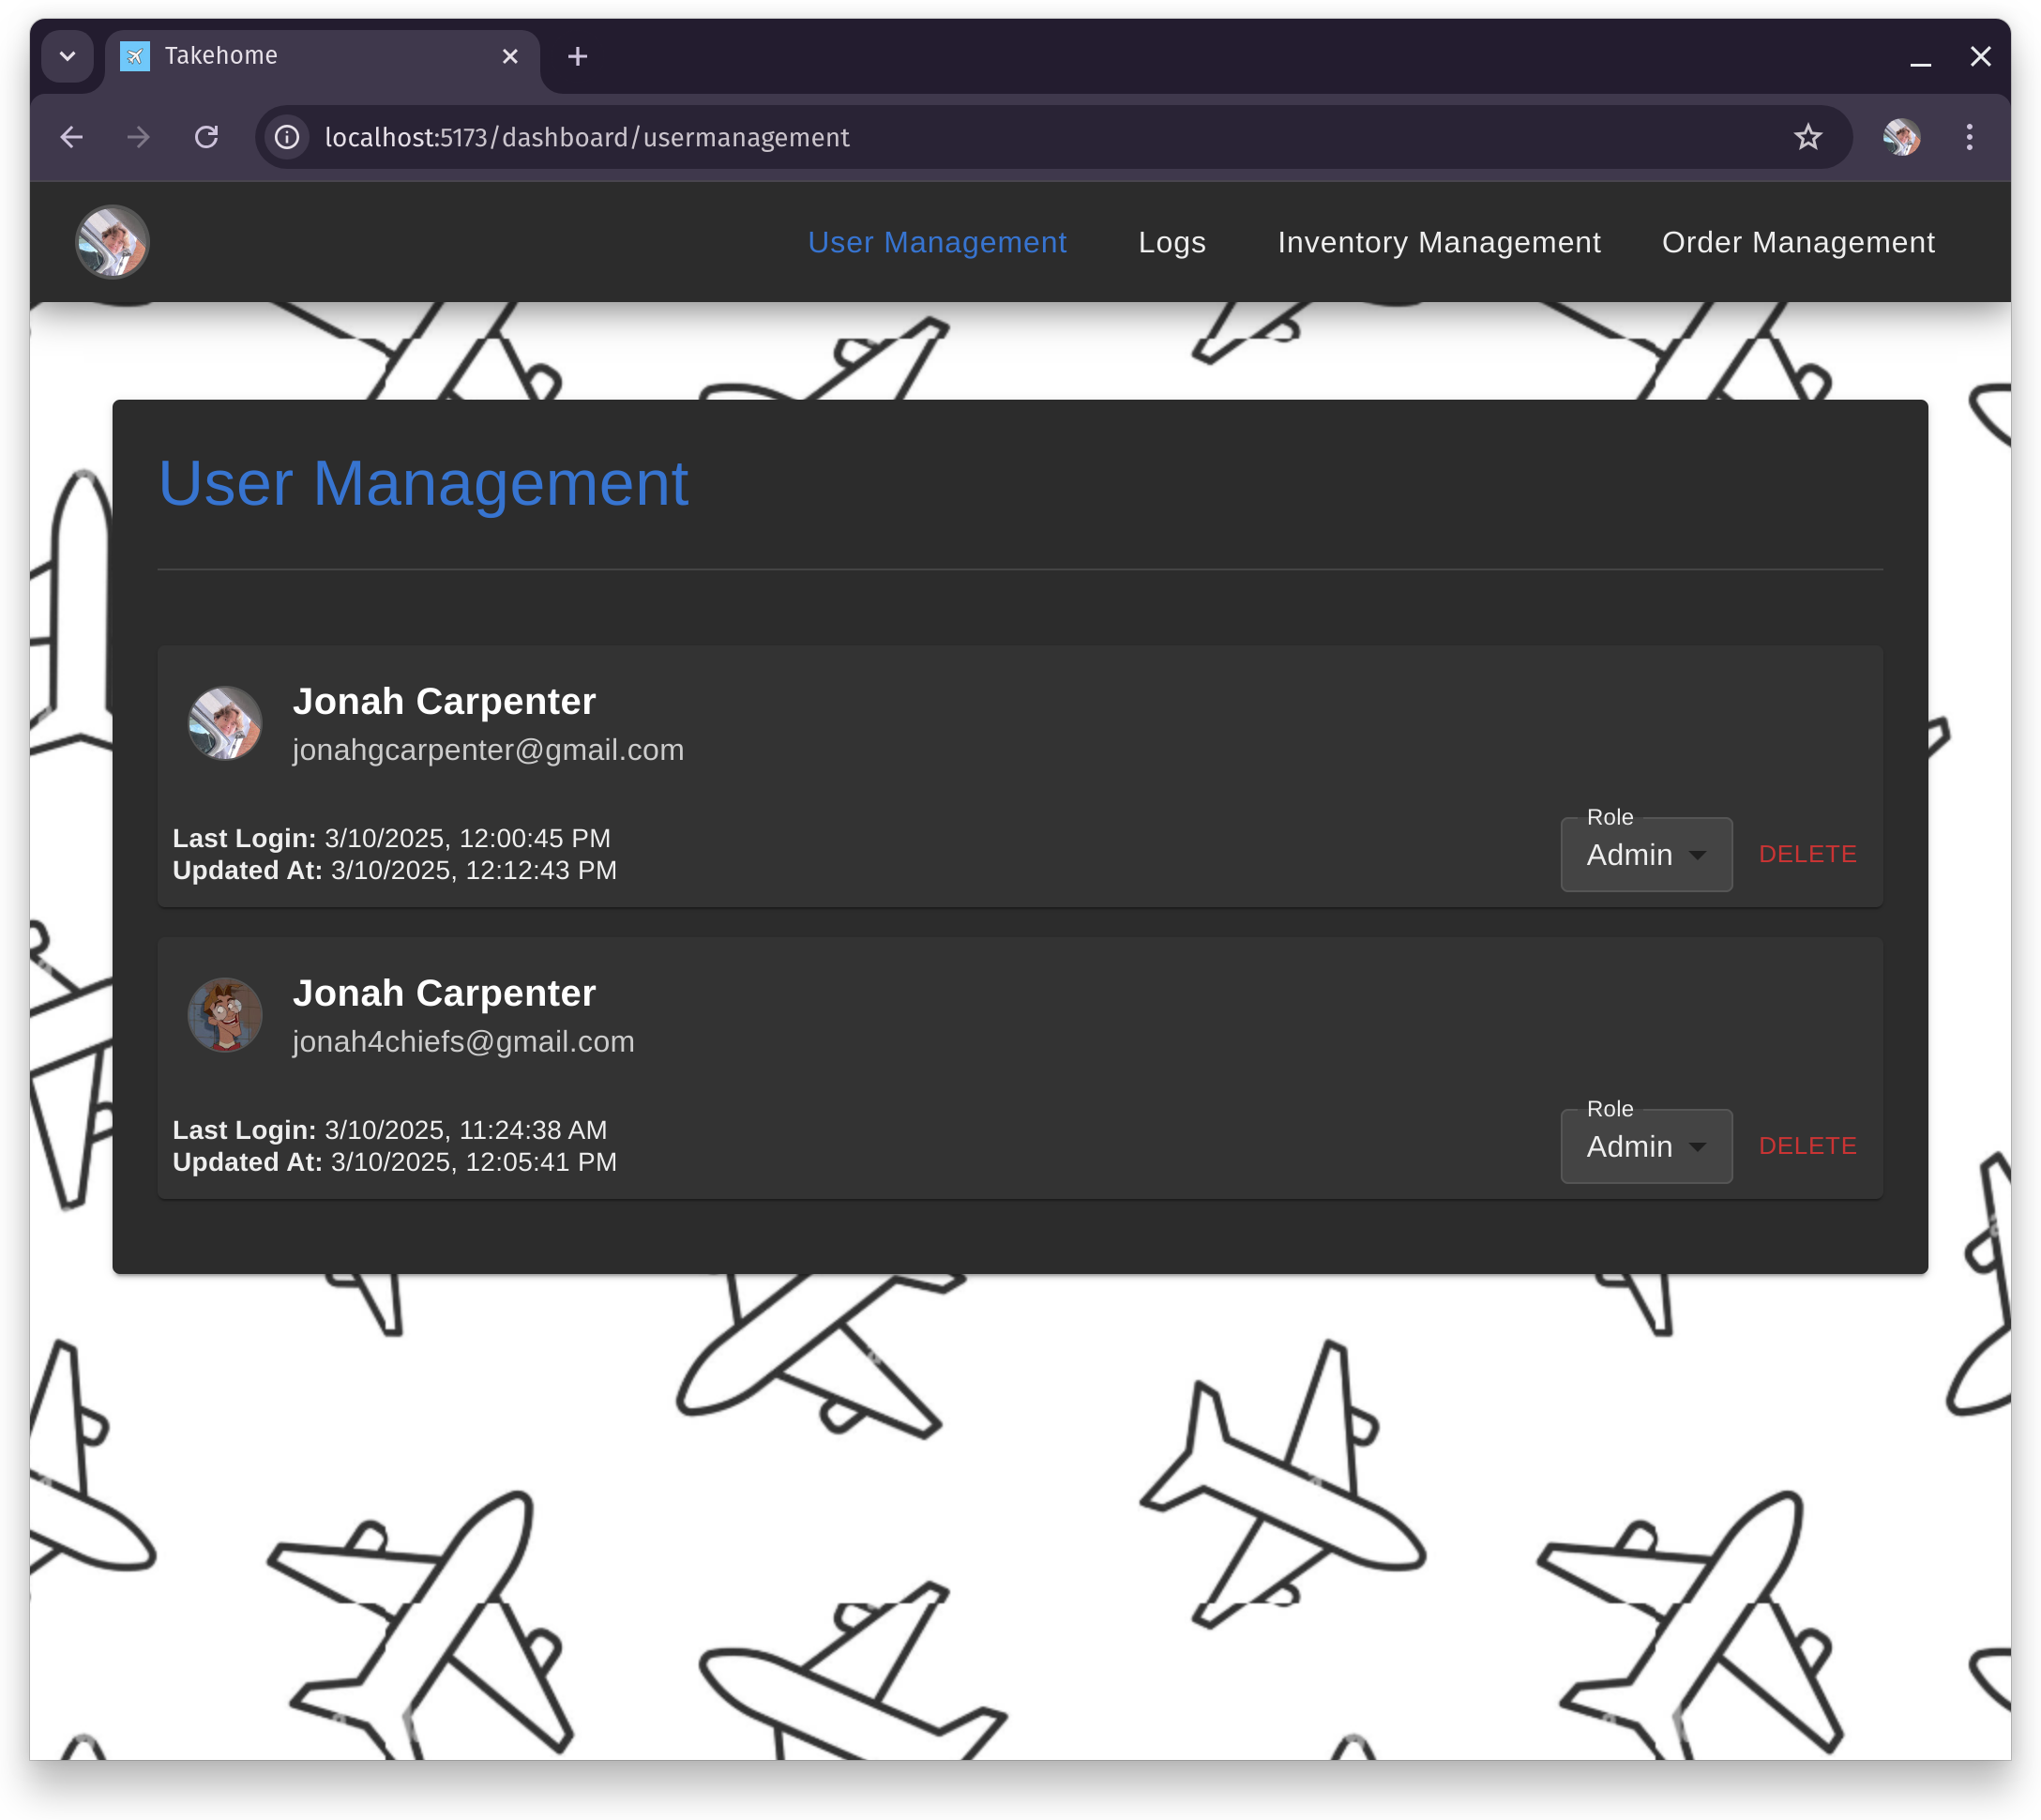 Takehome
localhost:5173/dashboard/usermanagement
User Management Logs Inventory Management Order Management
User Management
Jonah Carpenter
jonahgcarpenter@gmail.com
Last Login: 3/10/2025, 12:00:45 PM
Updated At: 3/10/2025, 12:12:43 PM
Role
Admin
DELETE
Jonah Carpenter
jonah4chiefs@gmail.com
Last Login: 3/10/2025, 11:24:38 AM
Updated At: 3/10/2025, 12:05:41 PM
Role
Admin
DELETE